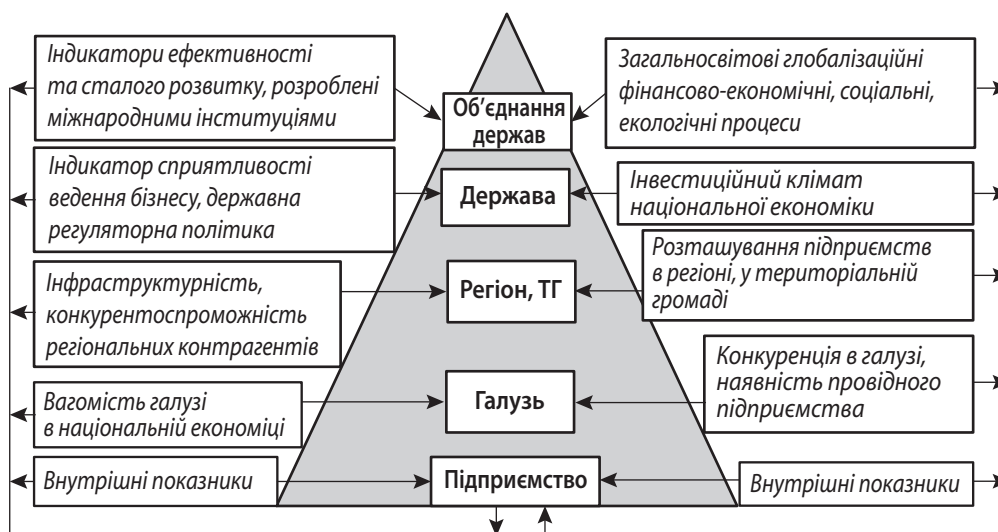 Індикатори ефективності
та сталого розвитку, розроблені
міжнародними інституціями
Об’єднання
держав
Загальносвітові глобалізаційні
фінансово-економічні, соціальні,
екологічні процеси
Індикатор сприятливості
ведення бізнесу, державна
регуляторна політика
Держава
Інвестиційний клімат
національної економіки
Інфраструктурність,
конкурентоспроможність
регіональних контрагентів
Регіон, ТГ
Розташування підприємств
в регіоні, у територіальній
громаді
Вагомість галузі
в національній економіці
Галузь
Конкуренція в галузі,
наявність провідного
підприємства
Внутрішні показники
Підприємство
Внутрішні показники